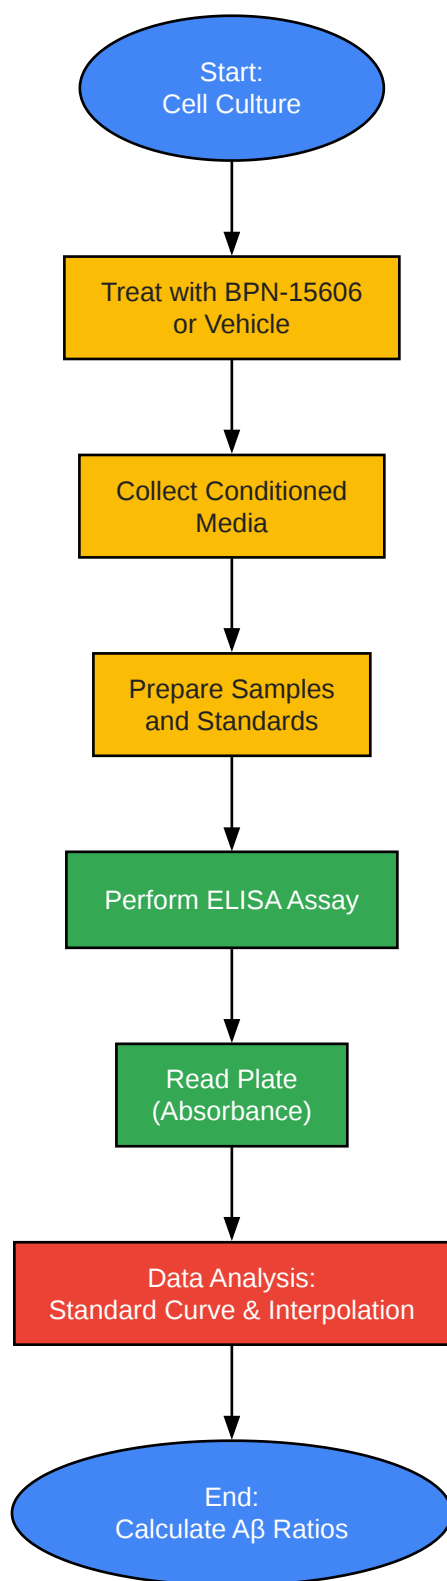 Start:
Cell Culture
Treat with BPN-15606
or Vehicle
Collect Conditioned
Media
Prepare Samples
and Standards
Perform ELISA Assay
Read Plate
(Absorbance)
Data Analysis:
Standard Curve & Interpolation
End:
Calculate Aβ Ratios